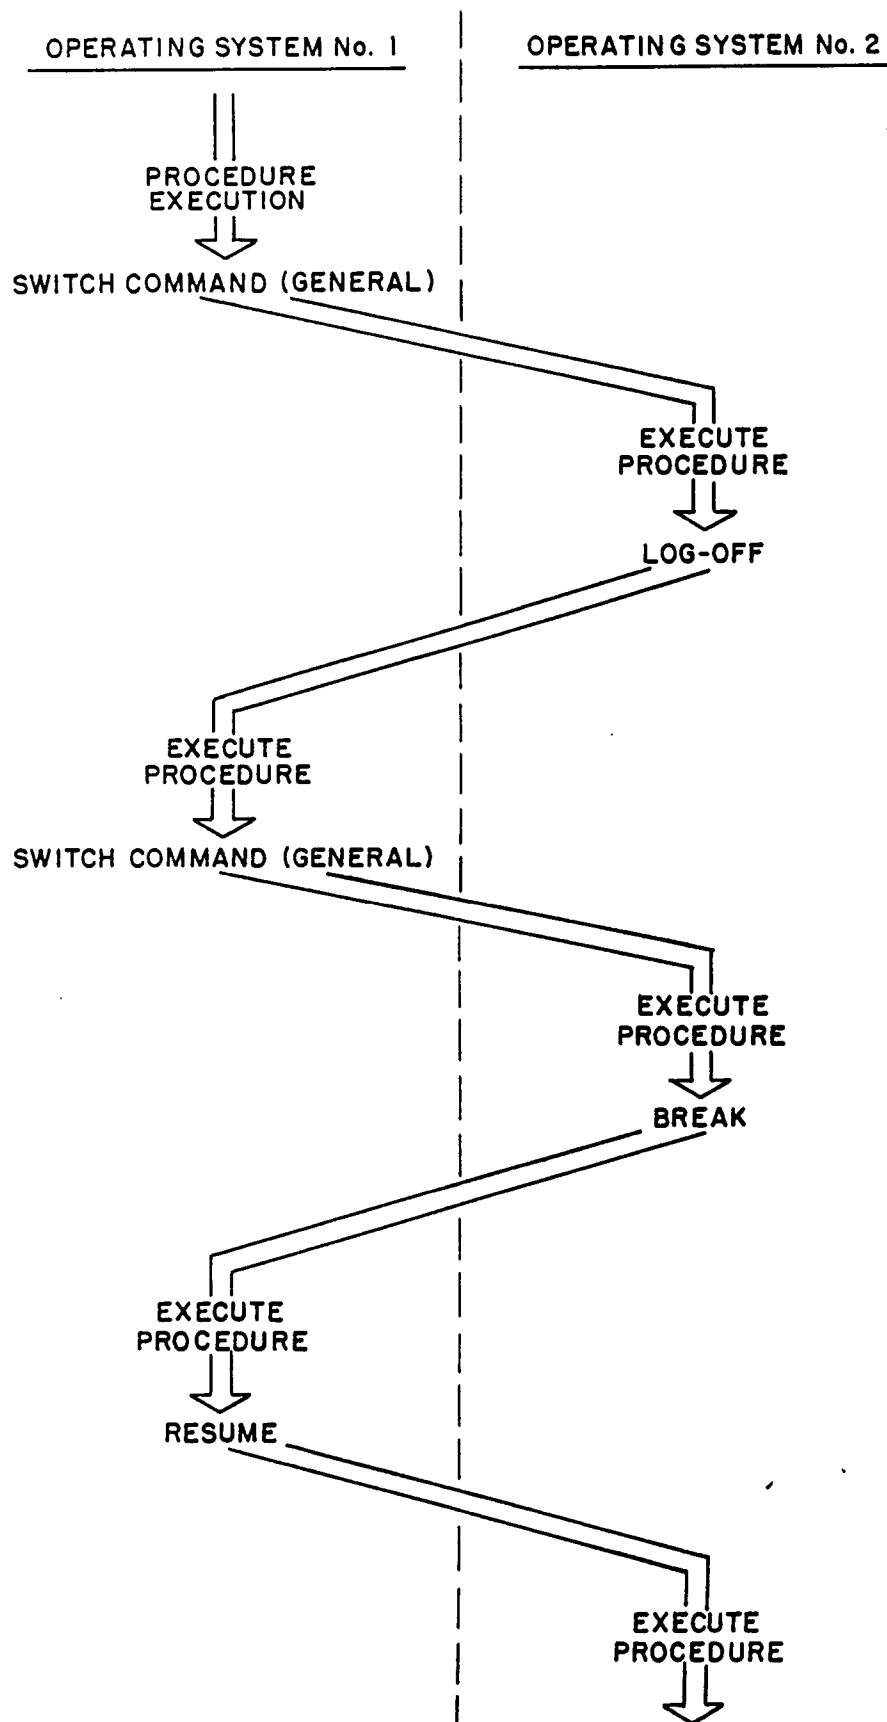 OPERATING SYSTEM No. 1
OPERATING SYSTEM No. 2
PROCEDURE
EXECUTION
SWITCH COMMAND (GENERAL)
EXECUTE
PROCEDURE
LOG-OFF
EXECUTE
PROCEDURE
SWITCH COMMAND (GENERAL)
EXECUTE
PROCEDURE
BREAK
EXECUTE
PROCEDURE
RESUME
EXECUTE
PROCEDURE